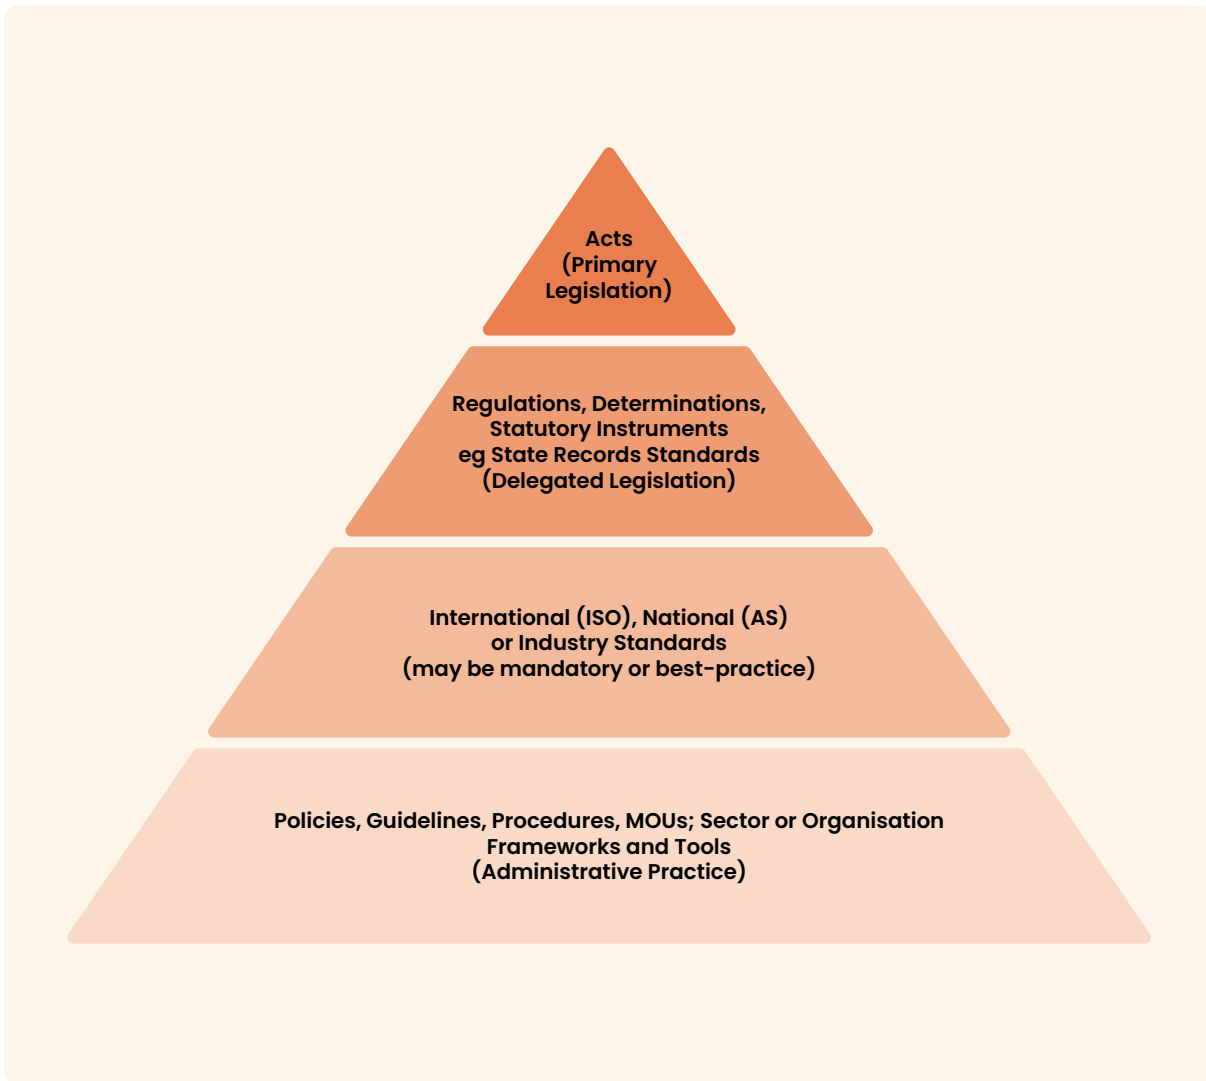 Acts
(Primary
Legislation)
Regulations, Determinations,
Statutory Instruments
eg State Records Standards
(Delegated Legislation)
International (ISO), National (AS)
or Industry Standards
(may be mandatory or best-practice)
Policies, Guidelines, Procedures, MOUs; Sector or Organisation
Frameworks and Tools
(Administrative Practice)